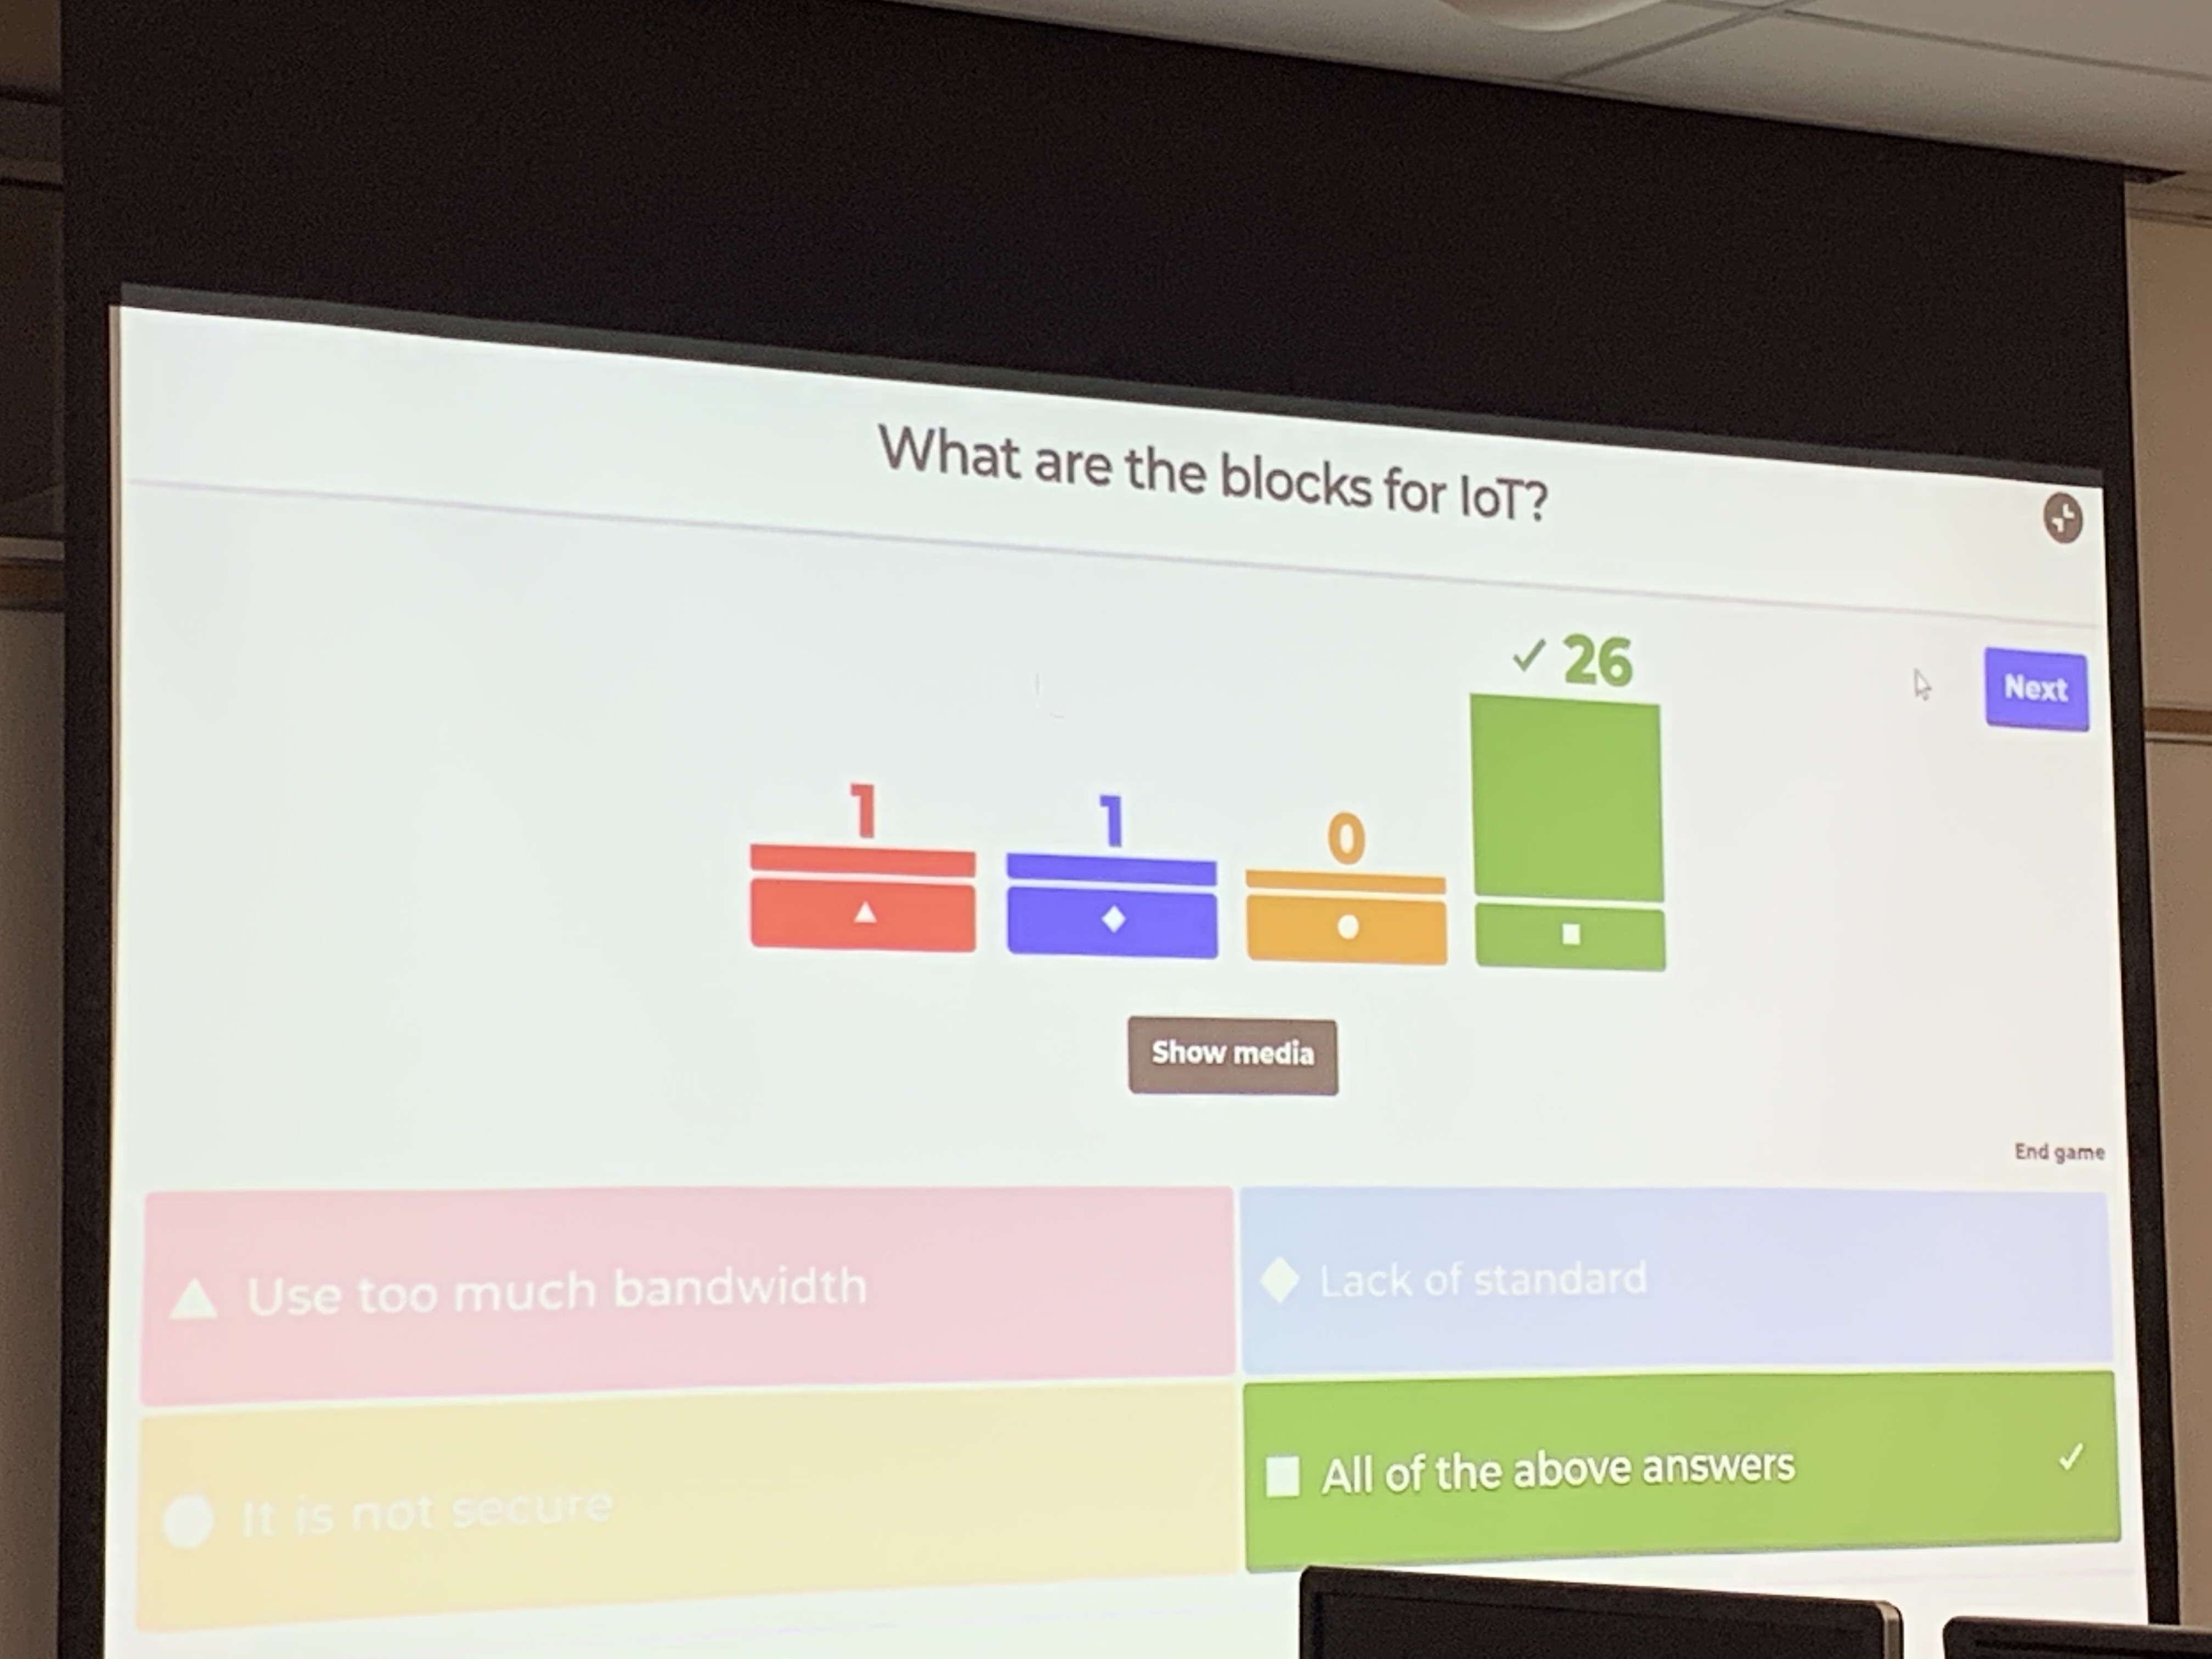 What are the blocks for IoT?
✓ 26
Next
1
1
0
Show media
End game
Use too much bandwidth
Lack of standard
It is not secure
All of the above answers ✓